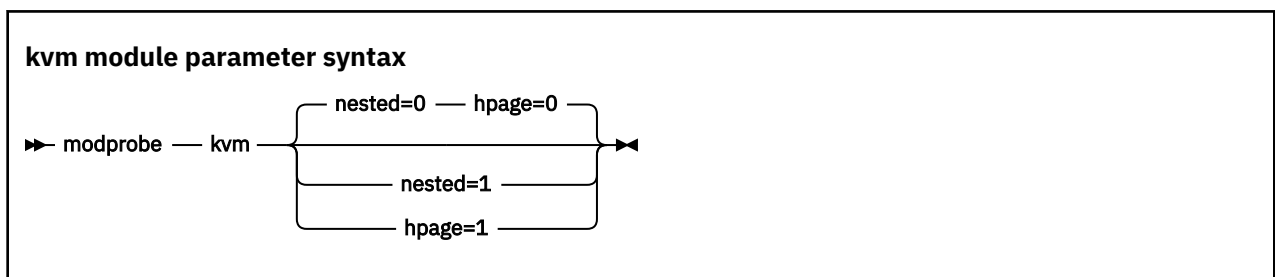 kvm module parameter syntax
nested=0 hpage=0
modprobe kvm
nested=1
hpage=1